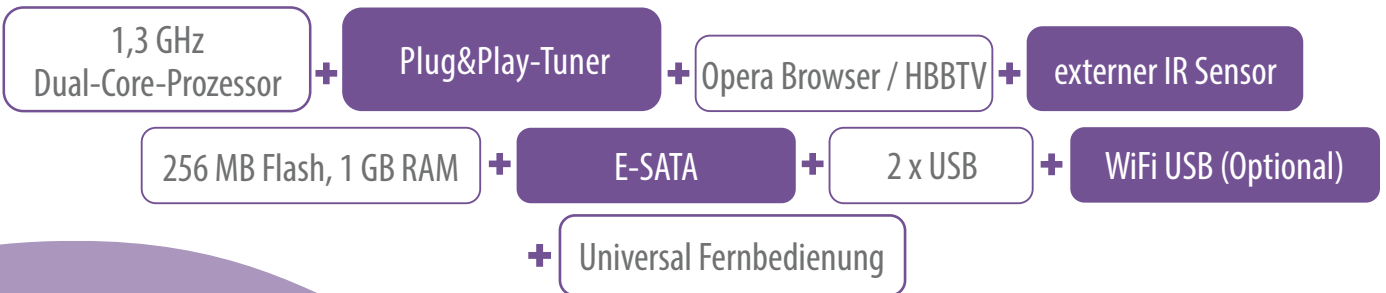 1,3 GHz
Dual-Core-Prozessor
+
Plug&Play-Tuner
+
Opera Browser / HBBTV
+
externer IR Sensor
256 MB Flash, 1 GB RAM
+
E-SATA
+
2 x USB
+
WiFi USB (Optional)
+
Universal Fernbedienung